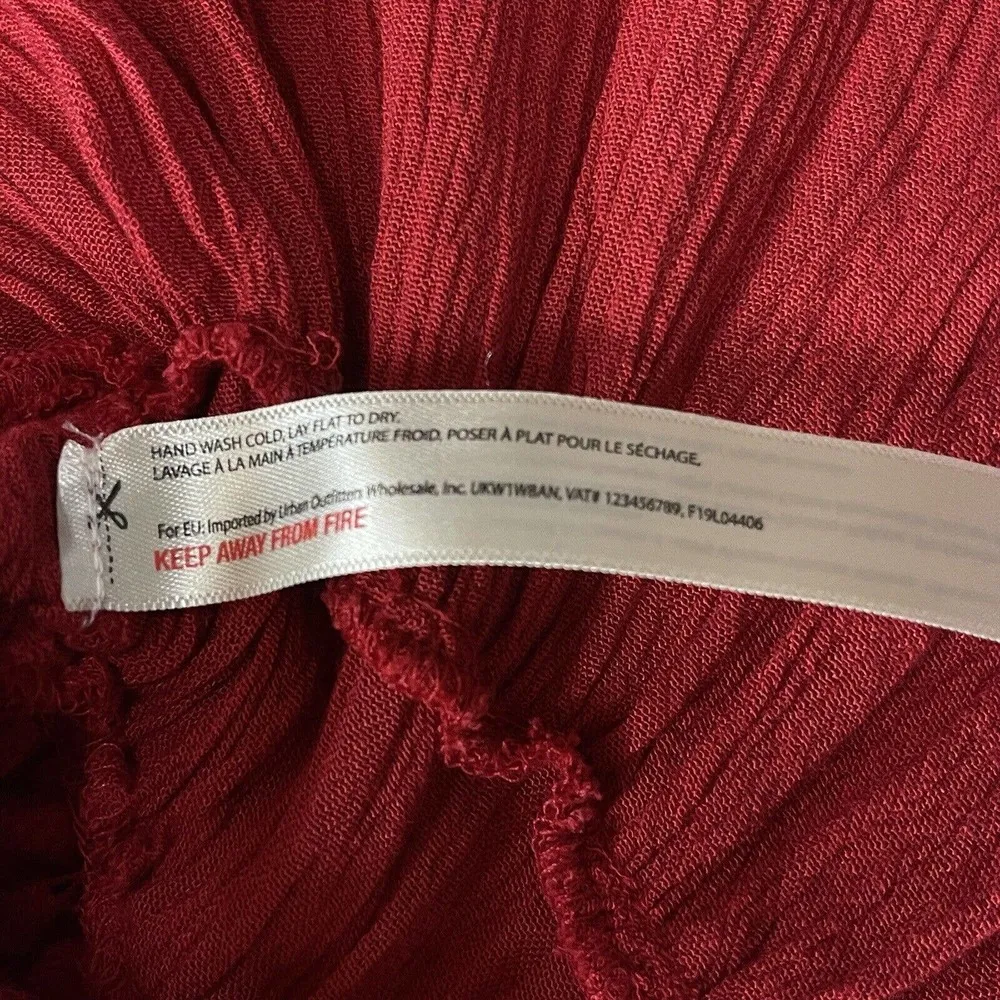 HAND WASH COLD, LAY FLAT TO DRY.
LAVAGE À LA MAIN À TEMPÉRATURE FROID, POSER À PLAT POUR LE SÉCHAGE,
For EU: Imported by Urban Outfitters Wholesale, Inc. UKW1WBAN, VAT# 123456789, F19L04406
KEEP AWAY FROM FIRE